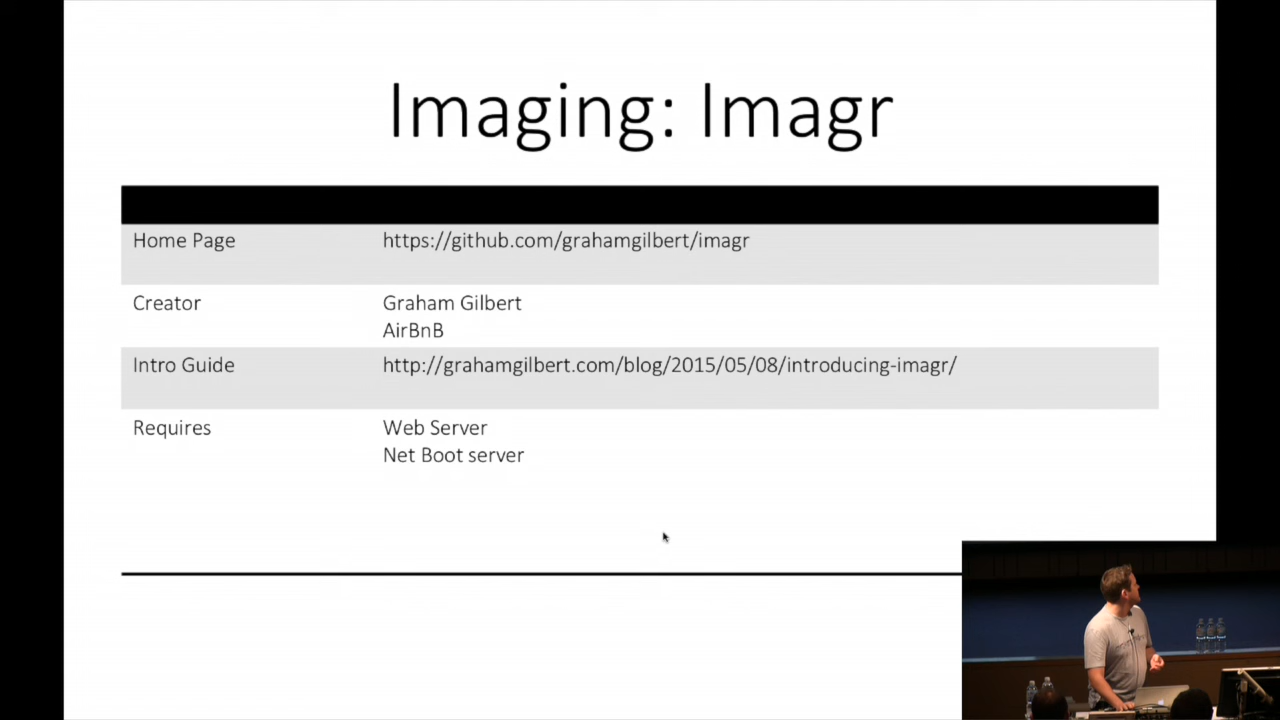 Imaging: Imagr
Home Page https://github.com/grahamgilbert/imagr
Creator Graham Gilbert
AirBnB
Intro Guide http://grahamgilbert.com/blog/2015/05/08/introducing-imagr/
Requires Web Server
Net Boot server